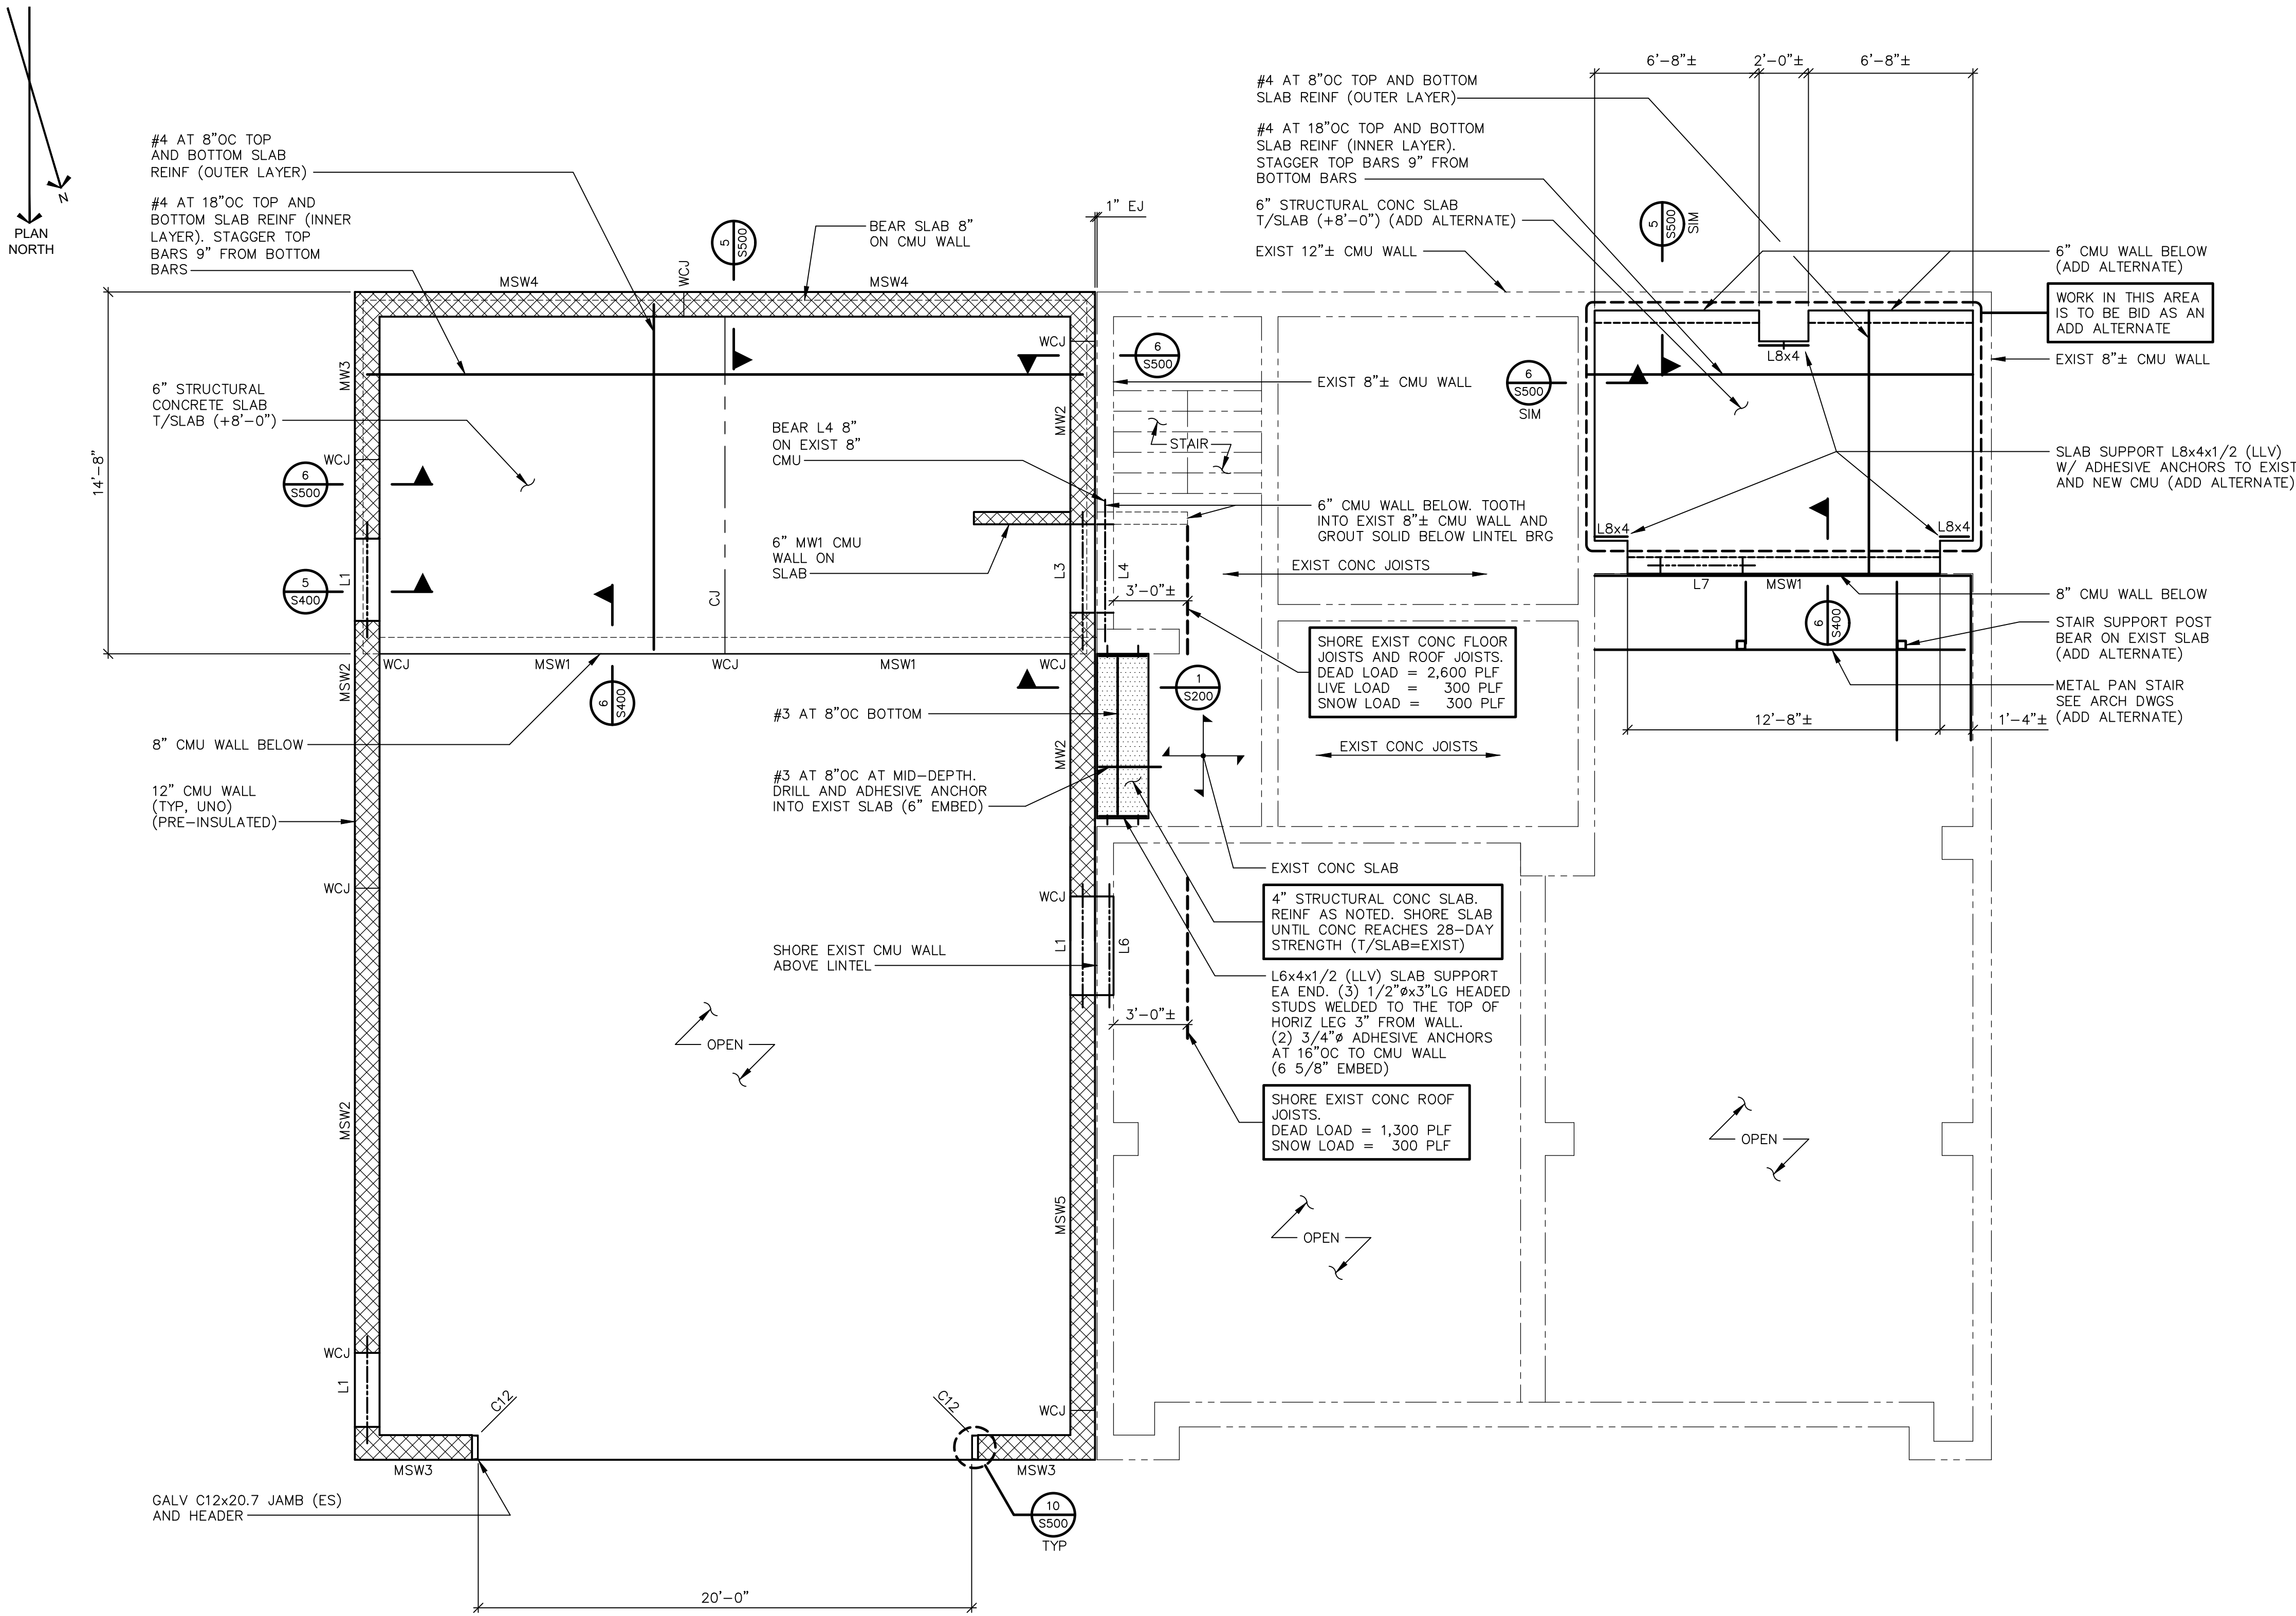 N
PLAN
NORTH
#4 AT 8"OC TOP
AND BOTTOM SLAB
REINF (OUTER LAYER)
#4 AT 18"OC TOP AND
BOTTOM SLAB REINF (INNER
LAYER). STAGGER TOP
BARS 9" FROM BOTTOM
BARS
6" STRUCTURAL
CONCRETE SLAB
T/SLAB (+8'-0")
14'-8"
8" CMU WALL BELOW
12" CMU WALL
(TYP, UNO)
(PRE-INSULATED)
GALV C12x20.7 JAMB (ES)
AND HEADER
20'-0"
MSW4
WCJ
MSW4
5
S500
BEAR SLAB 8"
ON CMU WALL
1" EJ
MW3
WCJ
6
S500
5
S400
L1
MSW2
WCJ
MSW2
WCJ
L1
MSW3
C12
C12
MSW3
10
S500
TYP
WCJ
MW2
6
S500
BEAR L4 8"
ON EXIST 8"
CMU
6" MW1 CMU
WALL ON
SLAB
CJ
L3
L4
3'-0"±
WCJ
MSW1
WCJ
MSW1
WCJ
6
S400
1
S200
#3 AT 8"OC BOTTOM
#3 AT 8"OC AT MID-DEPTH.
DRILL AND ADHESIVE ANCHOR
INTO EXIST SLAB (6" EMBED)
MW2
WCJ
SHORE EXIST CMU WALL
ABOVE LINTEL
L1
L6
3'-0"±
OPEN
MSW5
WCJ
#4 AT 8"OC TOP AND BOTTOM
SLAB REINF (OUTER LAYER)
#4 AT 18"OC TOP AND BOTTOM
SLAB REINF (INNER LAYER).
STAGGER TOP BARS 9" FROM
BOTTOM BARS
6" STRUCTURAL CONC SLAB
T/SLAB (+8'-0") (ADD ALTERNATE)
EXIST 12"± CMU WALL
EXIST 8"± CMU WALL
STAIR
6" CMU WALL BELOW. TOOTH
INTO EXIST 8"± CMU WALL AND
GROUT SOLID BELOW LINTEL BRG
EXIST CONC JOISTS
SHORE EXIST CONC FLOOR
JOISTS AND ROOF JOISTS.
DEAD LOAD = 2,600 PLF
LIVE LOAD = 300 PLF
SNOW LOAD = 300 PLF
EXIST CONC JOISTS
EXIST CONC SLAB
4" STRUCTURAL CONC SLAB.
REINF AS NOTED. SHORE SLAB
UNTIL CONC REACHES 28-DAY
STRENGTH (T/SLAB=EXIST)
L6x4x1/2 (LLV) SLAB SUPPORT
EA END. (3) 1/2"øx3"LG HEADED
STUDS WELDED TO THE TOP OF
HORIZ LEG 3" FROM WALL.
(2) 3/4"ø ADHESIVE ANCHORS
AT 16"OC TO CMU WALL
(6 5/8" EMBED)
SHORE EXIST CONC ROOF
JOISTS.
DEAD LOAD = 1,300 PLF
SNOW LOAD = 300 PLF
OPEN
6'-8"±
2'-0"±
6'-8"±
5
S500
SIM
6
S500
SIM
L8x4
L8x4
L8x4
L7
MSW1
6
S400
12'-8"±
1'-4"±
OPEN
6" CMU WALL BELOW
(ADD ALTERNATE)
WORK IN THIS AREA
IS TO BE BID AS AN
ADD ALTERNATE
EXIST 8"± CMU WALL
SLAB SUPPORT L8x4x1/2 (LLV)
W/ ADHESIVE ANCHORS TO EXIST
AND NEW CMU (ADD ALTERNATE)
8" CMU WALL BELOW
STAIR SUPPORT POST
BEAR ON EXIST SLAB
(ADD ALTERNATE)
METAL PAN STAIR
SEE ARCH DWGS
(ADD ALTERNATE)